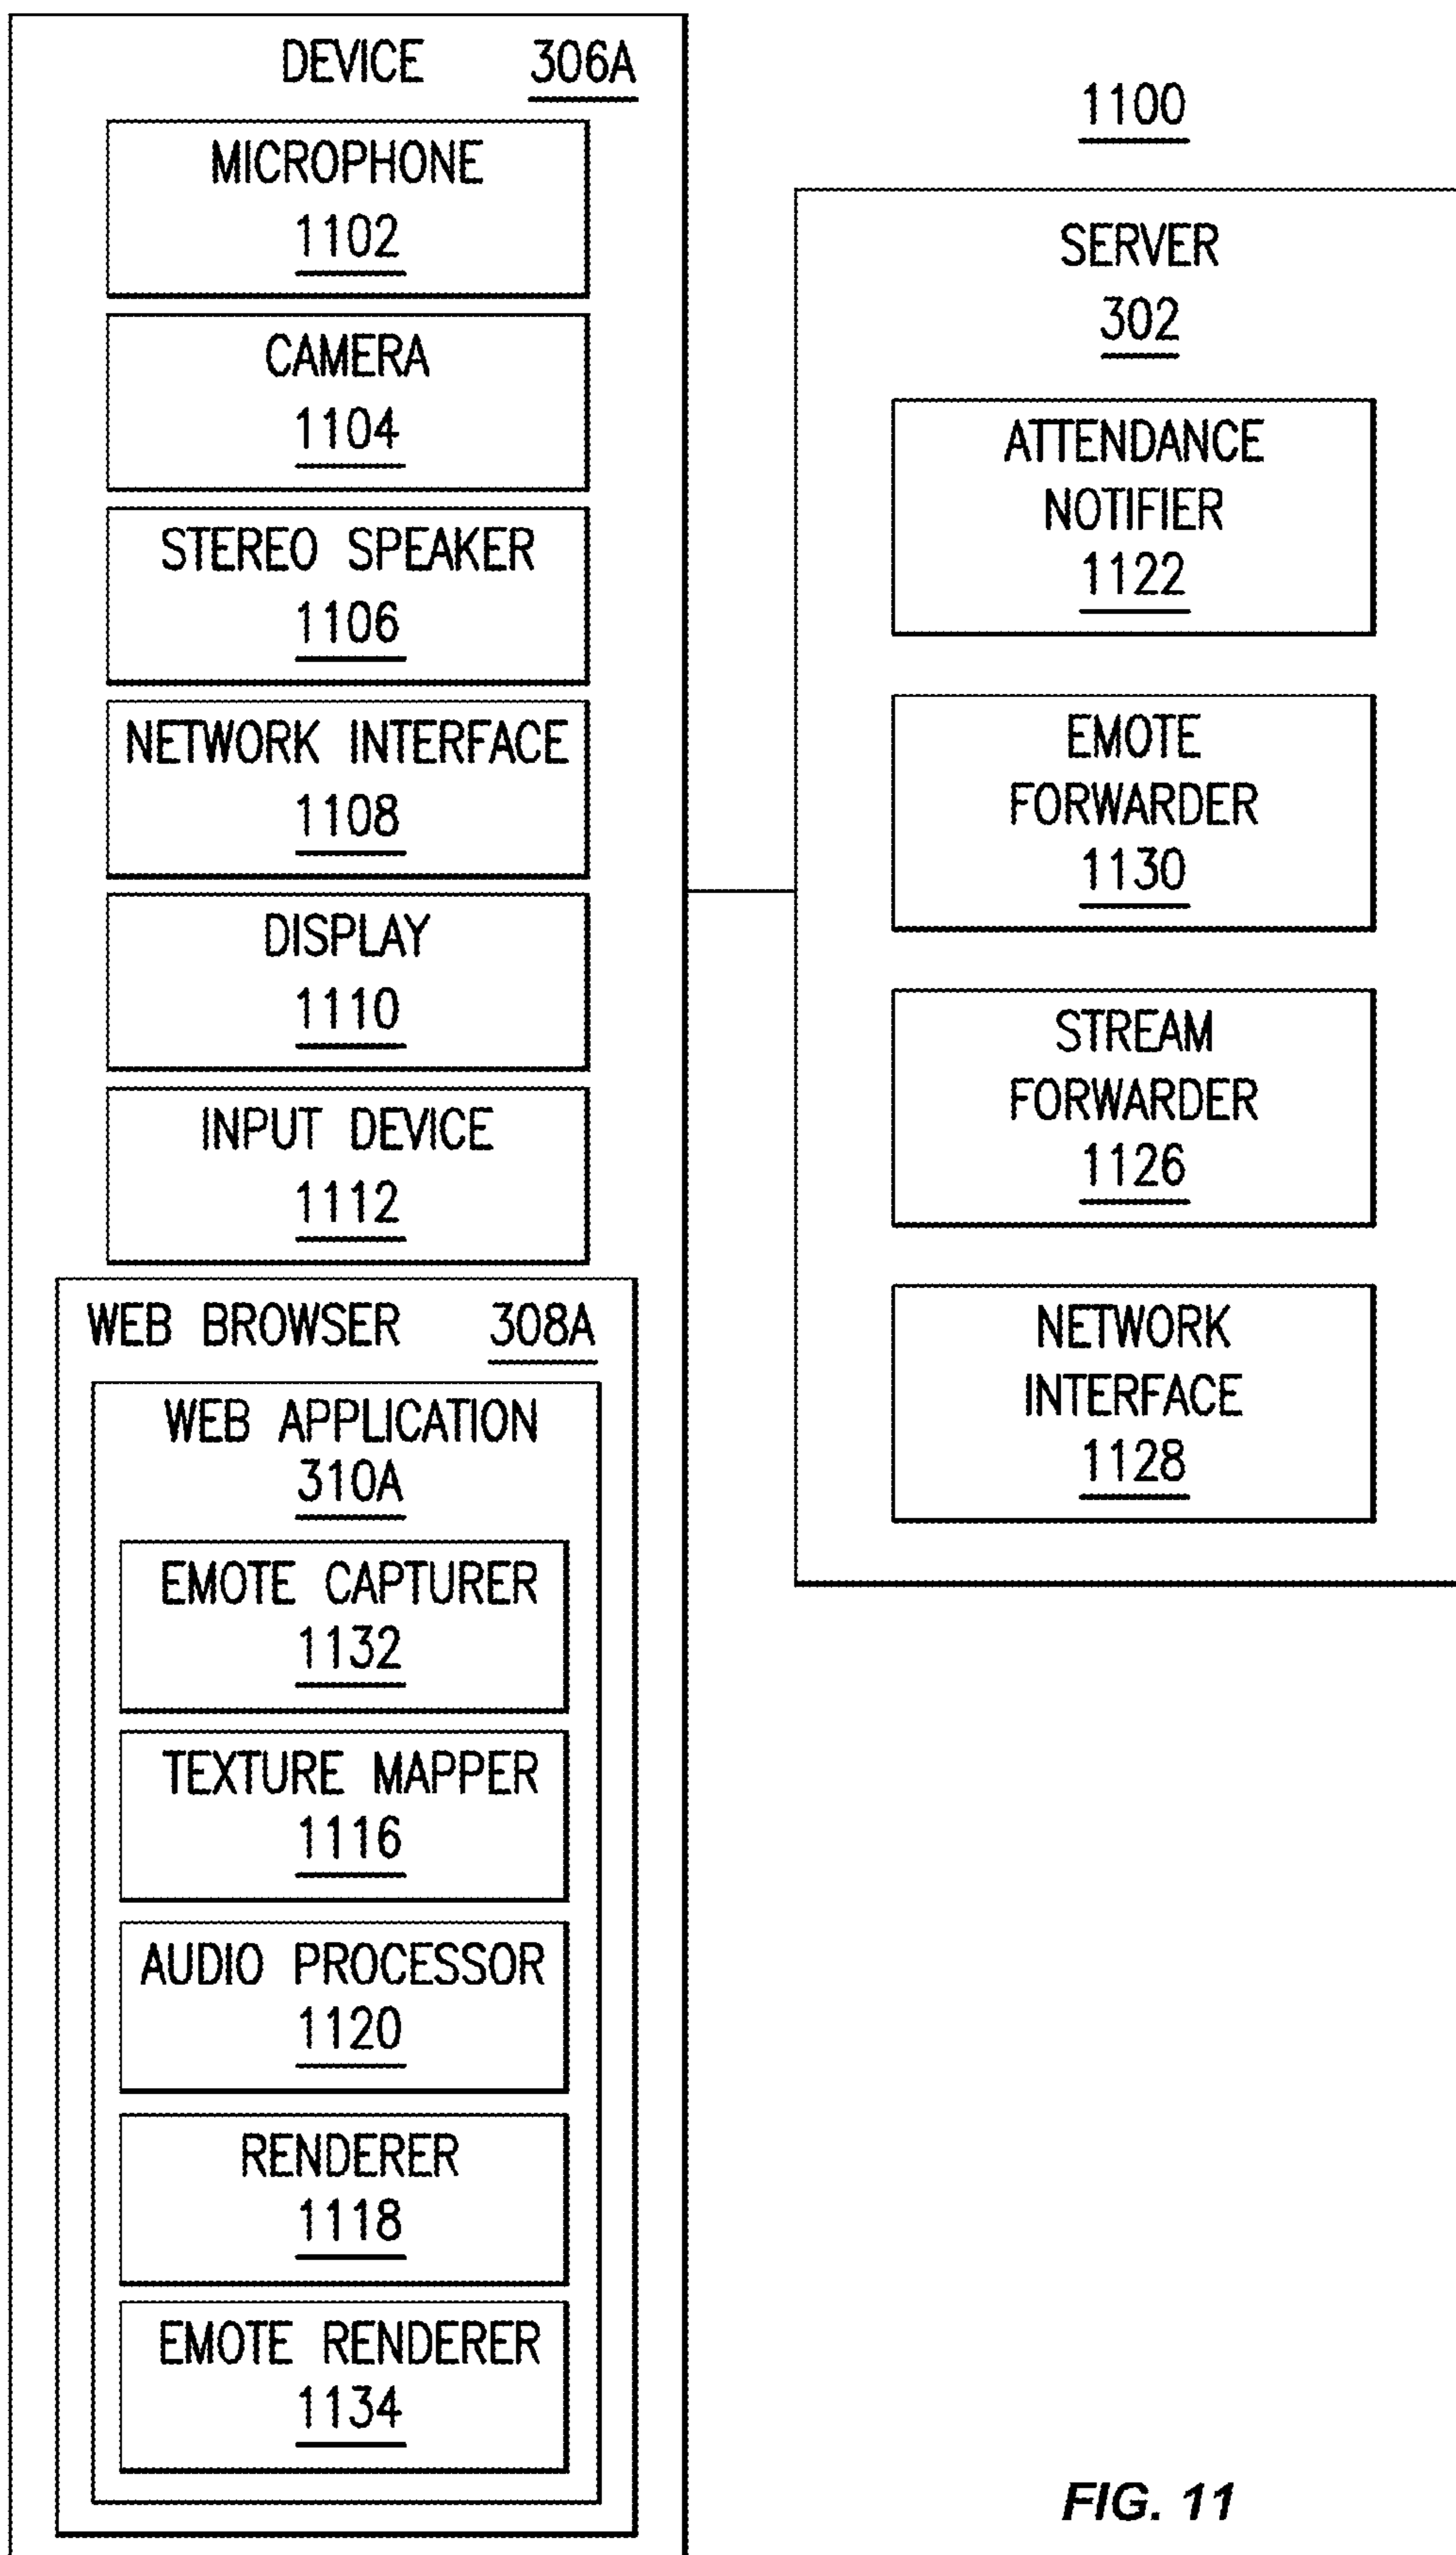 DEVICE 306A
MICROPHONE
1102
CAMERA
1104
STEREO SPEAKER
1106
NETWORK INTERFACE
1108
DISPLAY
1110
INPUT DEVICE
1112
WEB BROWSER 308A
WEB APPLICATION
310A
EMOTE CAPTURER
1132
TEXTURE MAPPER
1116
AUDIO PROCESSOR
1120
RENDERER
1118
EMOTE RENDERER
1134
1100
SERVER
302
ATTENDANCE
NOTIFIER
1122
EMOTE
FORWARDER
1130
STREAM
FORWARDER
1126
NETWORK
INTERFACE
1128
FIG. 11